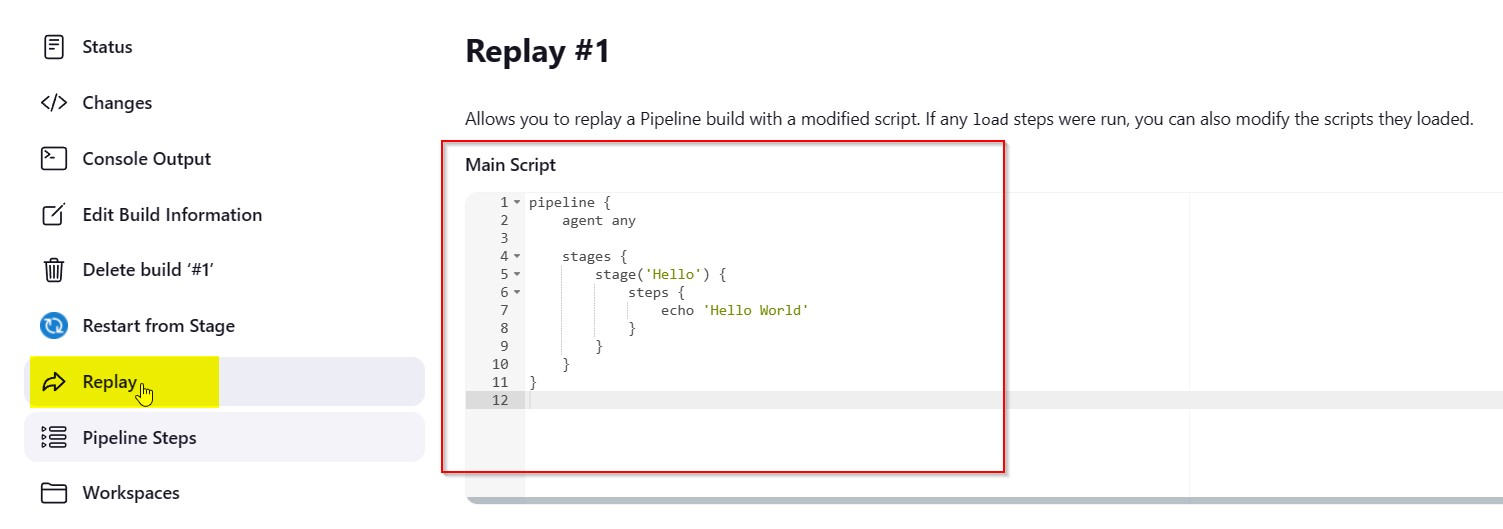 Status
Changes
Console Output
Edit Build Information
Delete build ‘#1’
Restart from Stage
Replay
Pipeline Steps
Workspaces
Replay #1
Allows you to replay a Pipeline build with a modified script. If any load steps were run, you can also modify the scripts they loaded.
Main Script
1 pipeline {
2     agent any
3
4     stages {
5         stage('Hello') {
6             steps {
7                 echo 'Hello World'
8             }
9         }
10     }
11 }
12